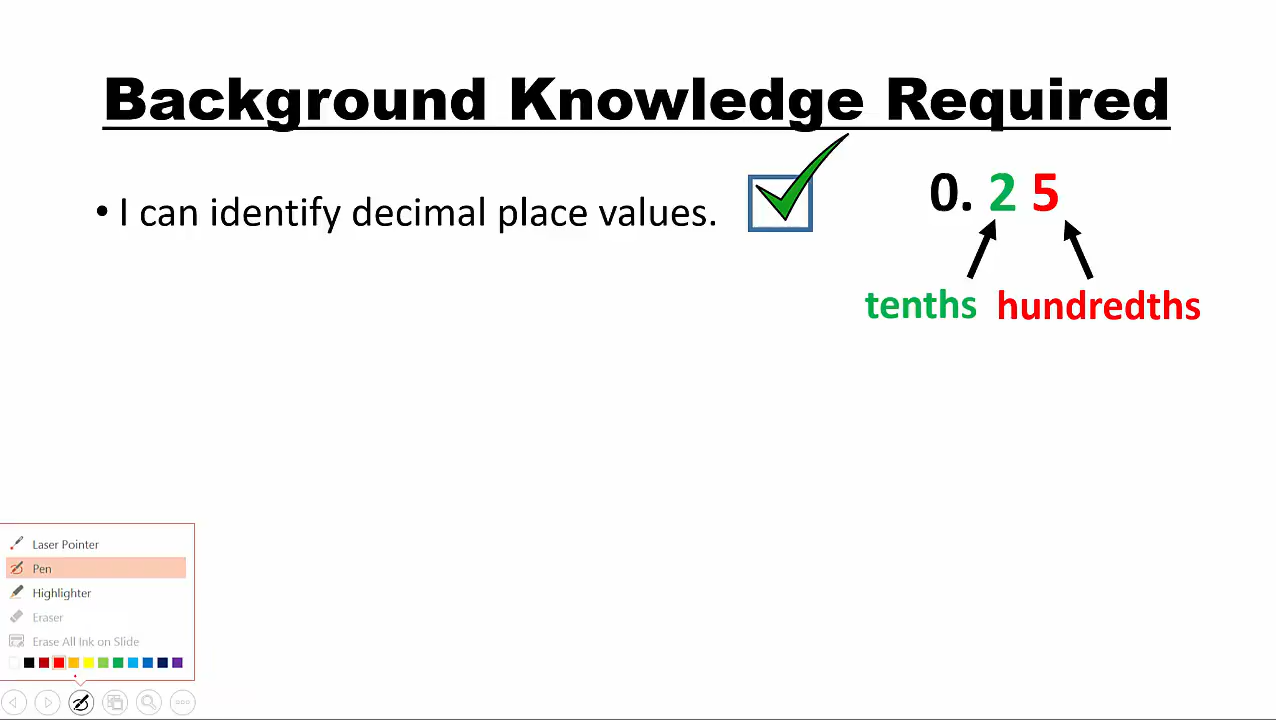 Background Knowledge Required
• I can identify decimal place values.
0. 2 5
tenths hundredths
Laser Pointer
Pen
Highlighter
Eraser
Erase All Ink on Slide